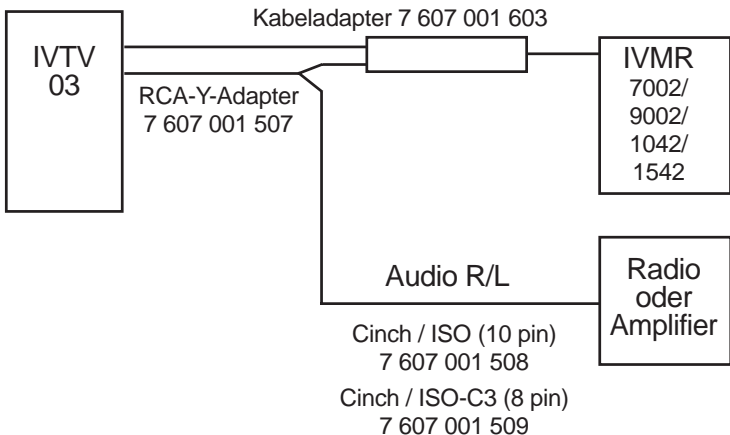 Kabeladapter 7 607 001 603
IVTV
03
RCA-Y-Adapter
7 607 001 507
IVMR
7002/
9002/
1042/
1542
Audio R/L
Radio
oder
Amplifier
Cinch / ISO (10 pin)
7 607 001 508
Cinch / ISO-C3 (8 pin)
7 607 001 509